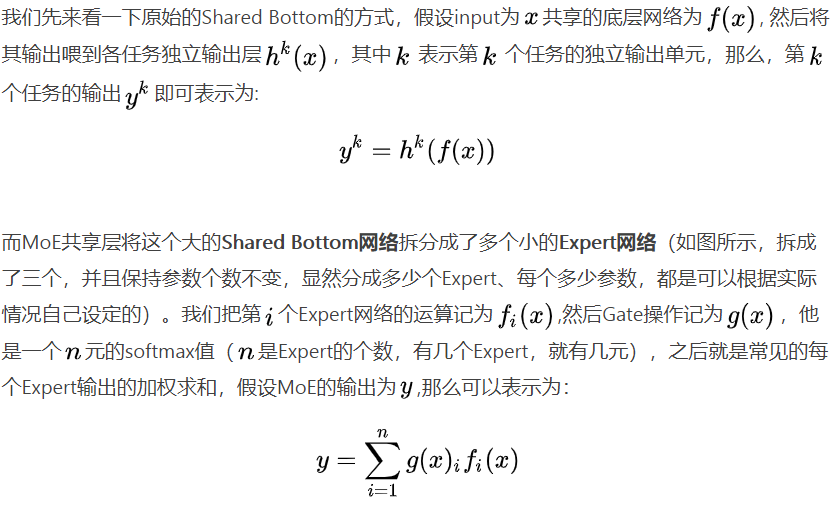 我们先来看一下原始的Shared Bottom的方式，假设input为 x 共享的底层网络为 f(x) , 然后将
其输出喂到各任务独立输出层 h^k(x) ，其中 k 表示第 k 个任务的独立输出单元，那么，第 k
个任务的输出 y^k 即可表示为:
y^k = h^k(f(x))
而MoE共享层将这个大的Shared Bottom网络拆分成了多个小的Expert网络（如图所示，拆成
了三个，并且保持参数个数不变，显然分成多少个Expert、每个多少参数，都是可以根据实际
情况自己设定的）。我们把第 i 个Expert网络的运算记为 f_i(x) ,然后Gate操作记为 g(x) ，他
是一个 n 元的softmax值（ n 是Expert的个数，有几个Expert，就有几元）, 之后就是常见的每
个Expert输出的加权求和，假设MoE的输出为 y ,那么可以表示为：
y = \sum_{i=1}^{n} g(x)_i f_i(x)